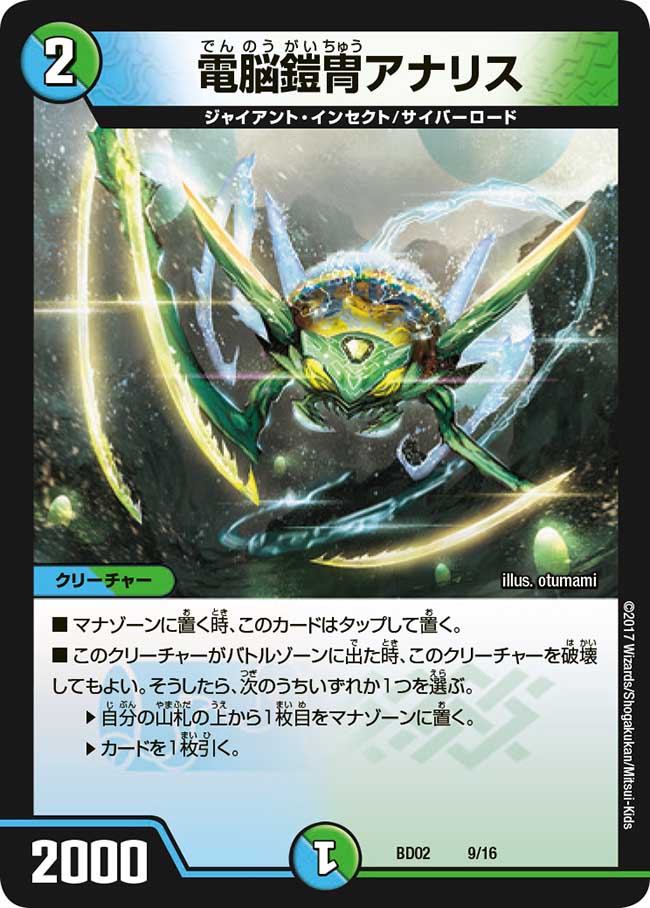 2
でんのうがいちゅう
電脳鎧冑アナリス
ジャイアント・インセクト/サイバーロード
クリーチャー
illus. otumami
■ マナゾーンに置く時、このカードはタップして置く。
■ このクリーチャーがバトルゾーンに出た時、このクリーチャーを破壊
してもよい。そうしたら、次のうちいずれか1つを選ぶ。
▶自分の山札の上から1枚目をマナゾーンに置く。
▶カードを1枚引く。
©2017 Wizards/Shogakukan/Mitsui-Kids
2000
1
BD02 9/16